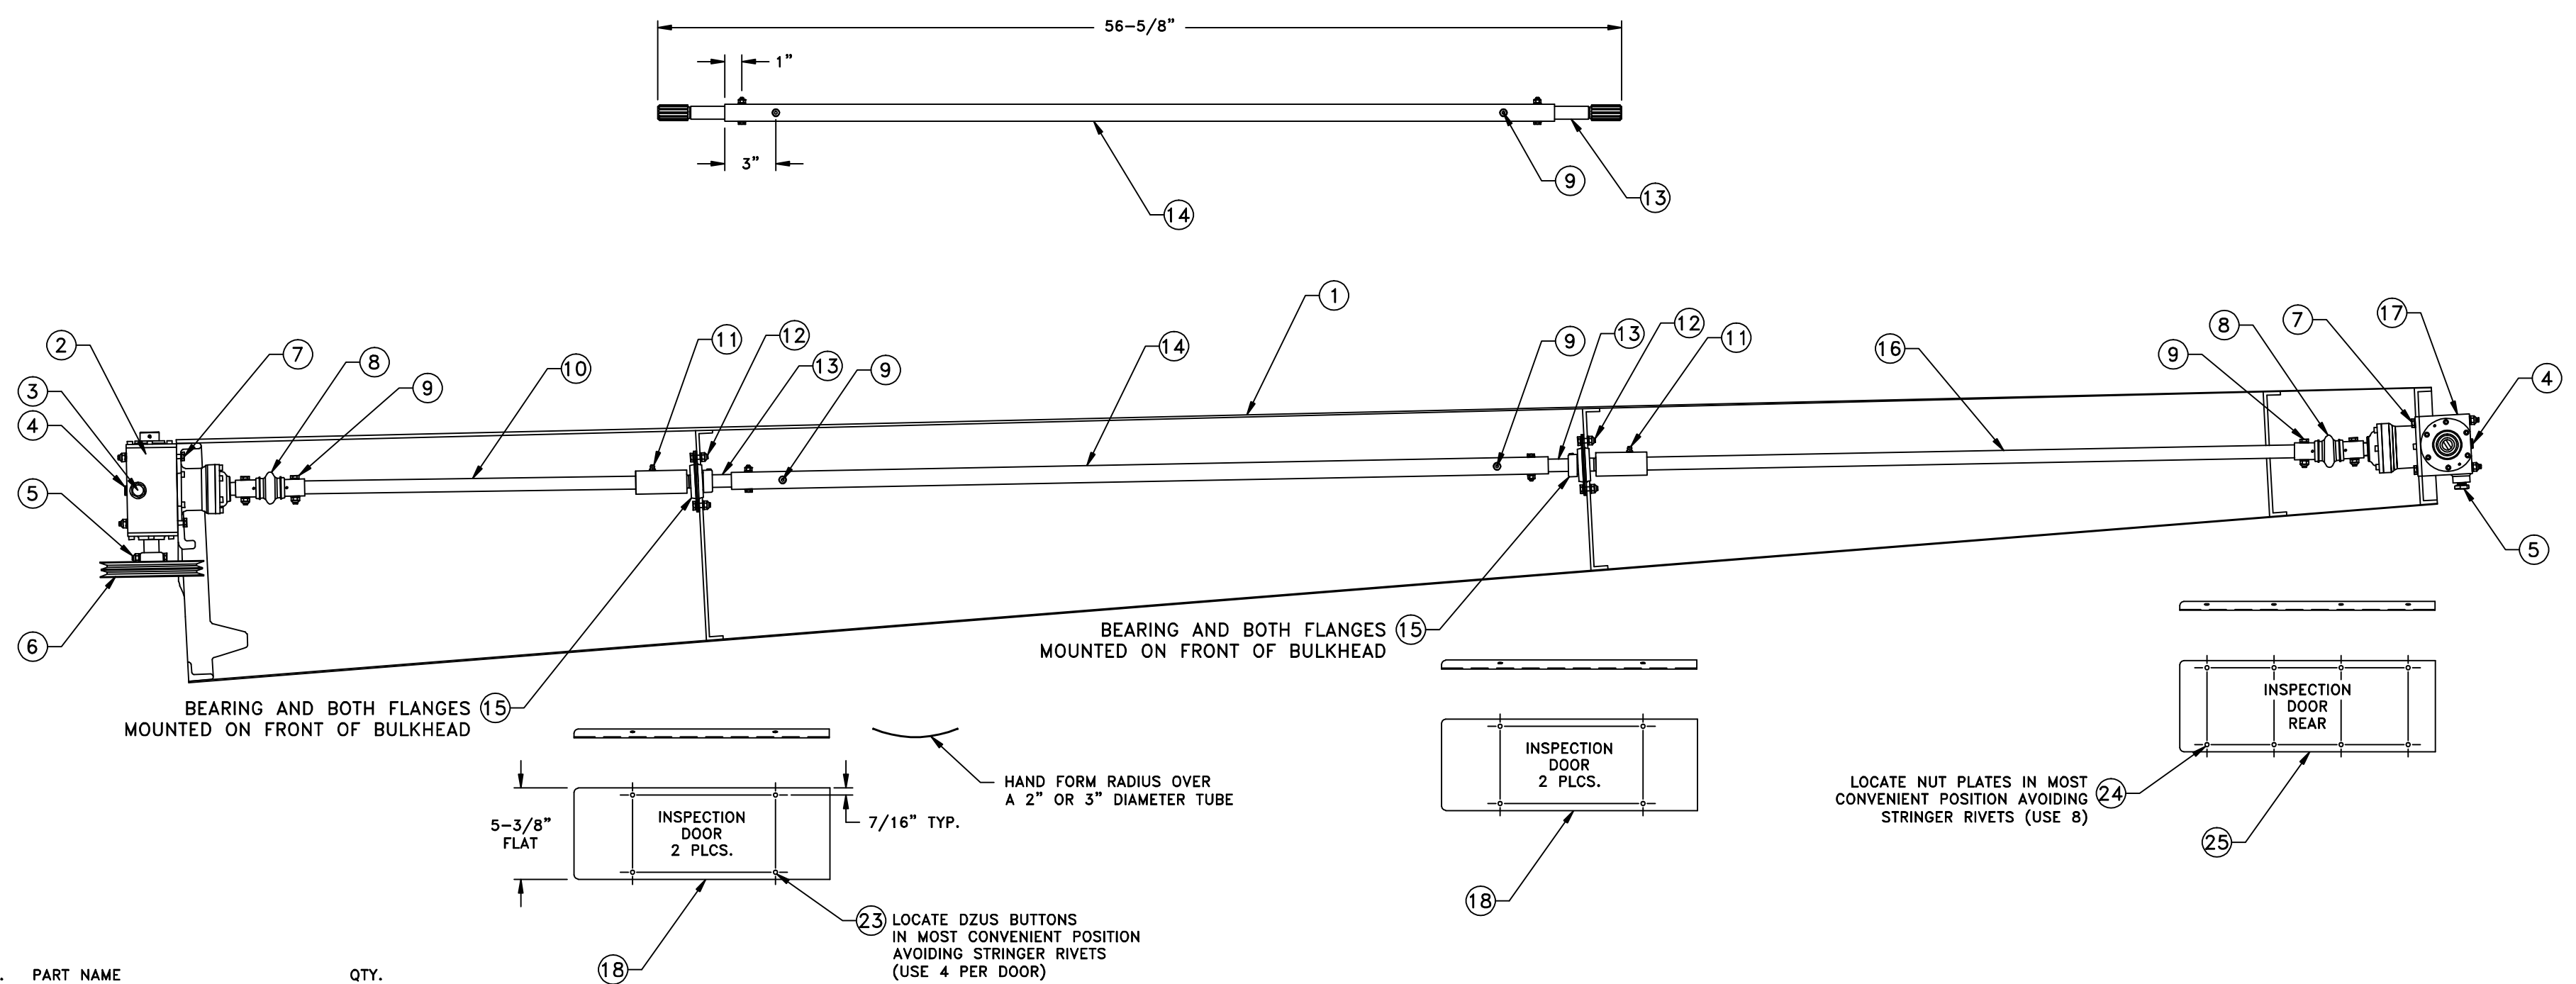 56-5/8"
1"
3"
9
13
14
1
2
3
4
5
6
7
8
9
10
11
12
13
9
14
9
13
12
11
16
8
7
17
9
4
5
BEARING AND BOTH FLANGES 15
MOUNTED ON FRONT OF BULKHEAD
BEARING AND BOTH FLANGES 15
MOUNTED ON FRONT OF BULKHEAD
HAND FORM RADIUS OVER
A 2" OR 3" DIAMETER TUBE
5-3/8"
FLAT
INSPECTION
DOOR
2 PLCS.
7/16" TYP.
23 LOCATE DZUS BUTTONS
IN MOST CONVENIENT POSITION
AVOIDING STRINGER RIVETS
(USE 4 PER DOOR)
18
INSPECTION
DOOR
2 PLCS.
18
INSPECTION
DOOR
REAR
LOCATE NUT PLATES IN MOST 24
CONVENIENT POSITION AVOIDING
STRINGER RIVETS (USE 8)
25
. PART NAME QTY.